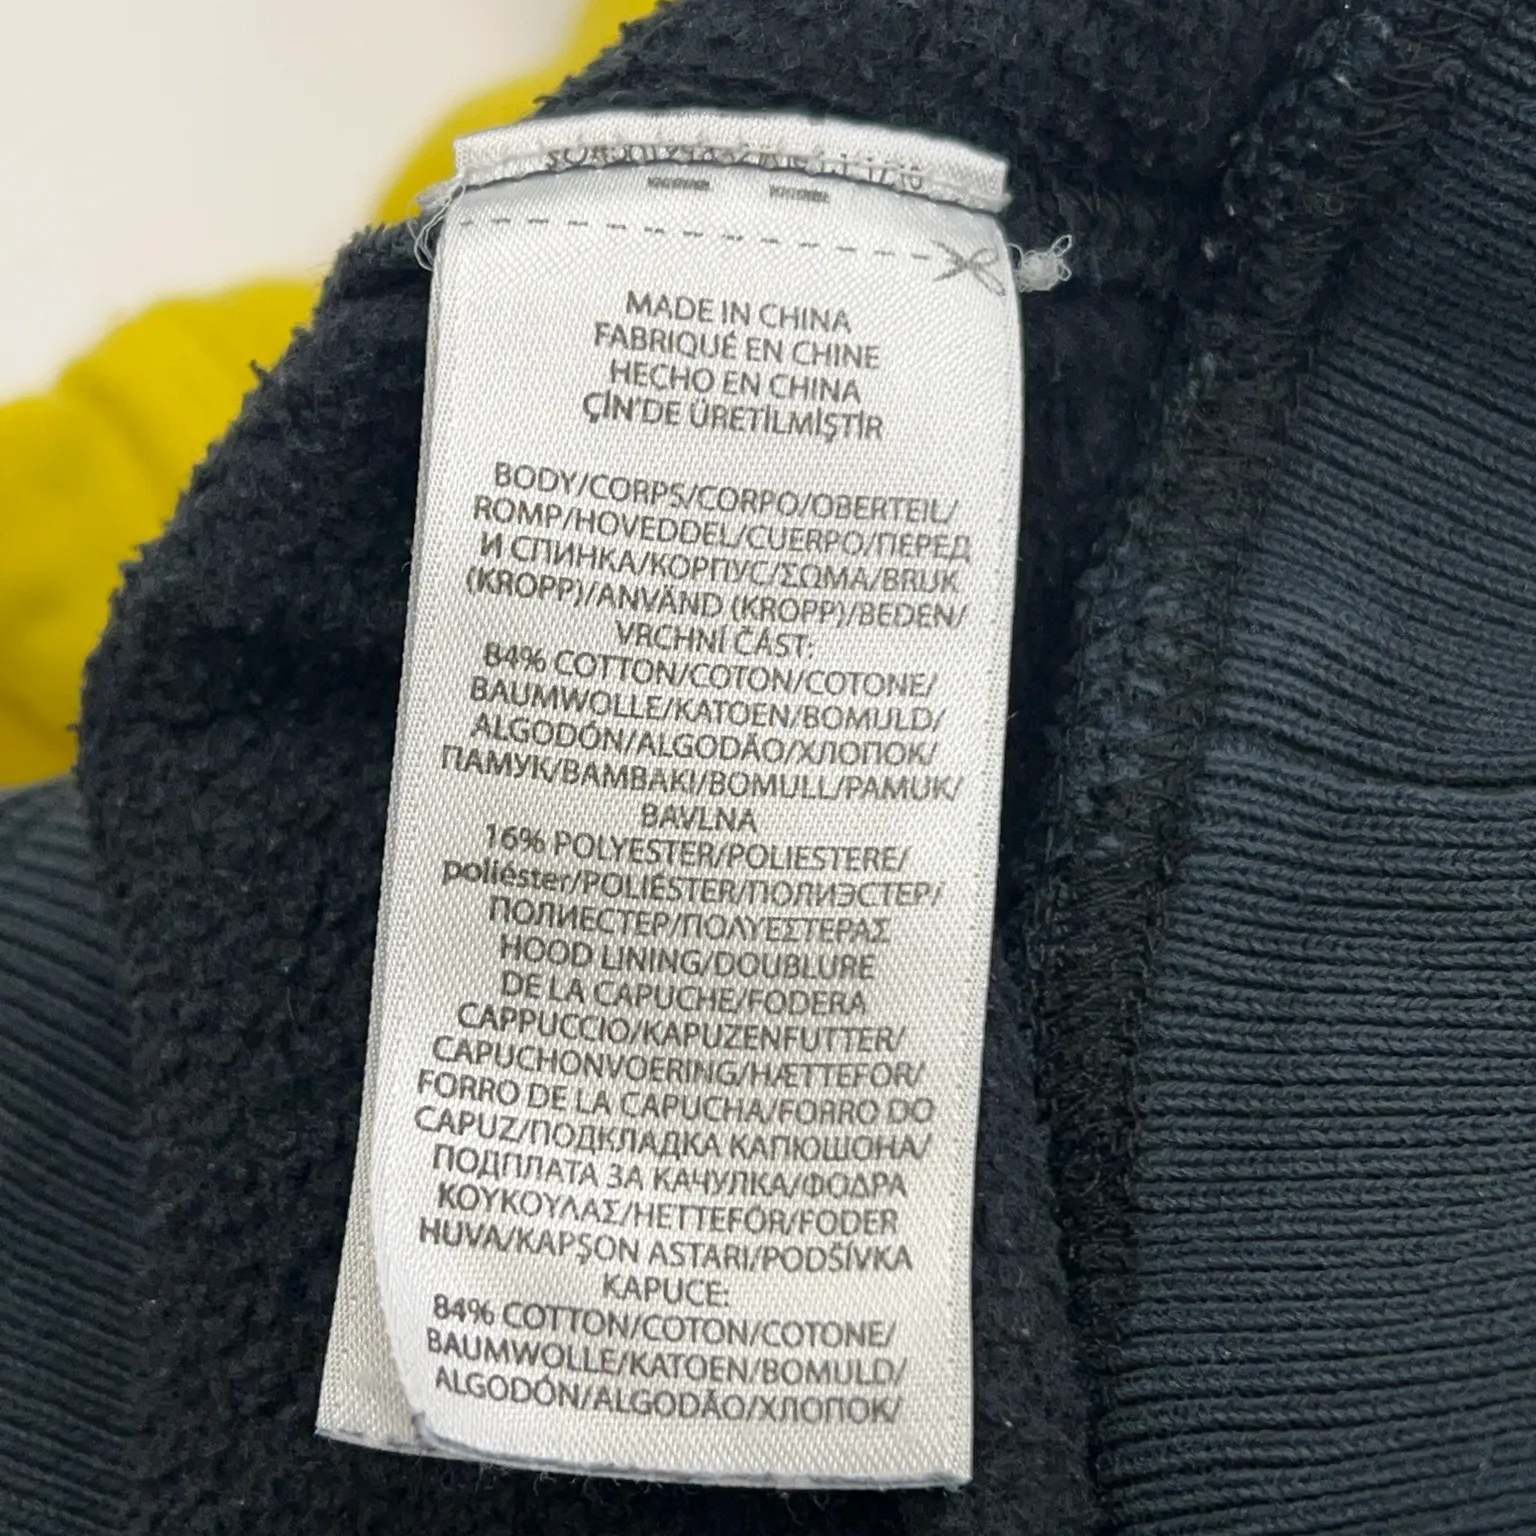 MADE IN CHINA
FABRIQUÉ EN CHINE
HECHO EN CHINA
ÇİN'DE ÜRETİLMİŞTİR
BODY/CORPS/CORPO/OBERTEIL/
ROMP/HOVEDDEL/CUERPO/ПЕРЕД
И СПИНКА/КОРПУС/ΣΩΜΑ/BRUK
(KROPP)/ANVÄND (KROPP)/BEDEN/
VRCHNÍ ČÁST:
84% COTTON/COTON/COTONE/
BAUMWOLLE/KATOEN/BOMULD/
ALGODÓN/ALGODÃO/ХЛОПОК/
ПАМУК/BAMBAKI/BOMULL/PAMUK/
BAVLNA
16% POLYESTER/POLIESTERE/
poliéster/POLIÉSTER/ПОЛИЭСТЕР/
ПОЛИЕСТЕР/ΠΟΛΥΕΣΤΕΡΑΣ
HOOD LINING/DOUBLURE
DE LA CAPUCHE/FODERA
CAPPUCCIO/KAPUZENFUTTER/
CAPUCHONVOERING/HÆTTEFOR/
FORRO DE LA CAPUCHA/FORRO DO
CAPUZ/ПОДКЛАДКА КАПЮШОНА/
ПОДПЛАТА ЗА КАЧУЛКА/ΦΟΔΡΑ
ΚΟΥΚΟΥΛΑΣ/HETTEFÓR/FODER
HUVA/KAPŞON ASTARI/PODŠÍVKA
KAPUCE:
84% COTTON/COTON/COTONE/
BAUMWOLLE/KATOEN/BOMULD/
ALGODÓN/ALGODÃO/ХЛОПОК/